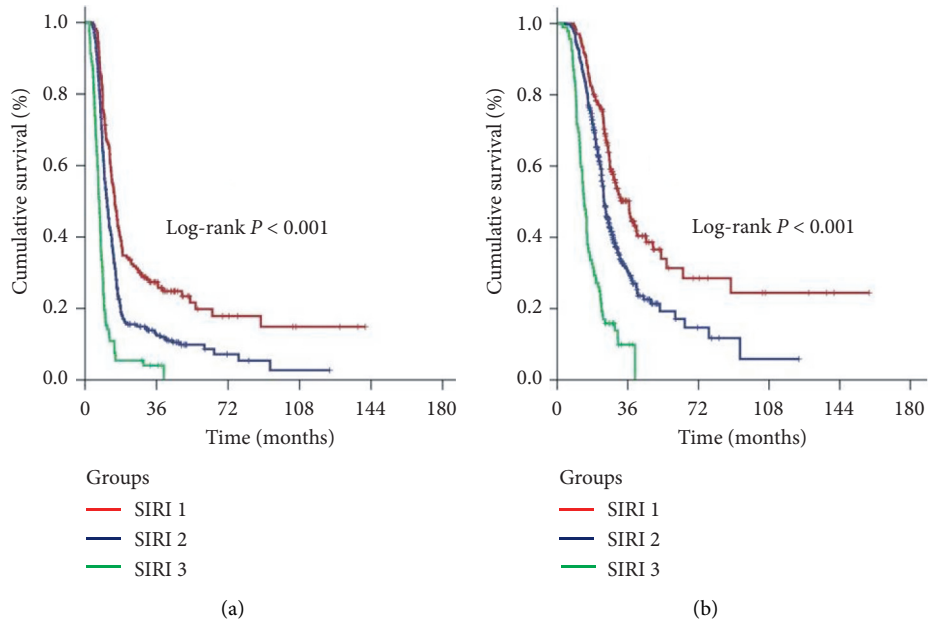 1.0
0.8
0.6
0.4
0.2
0.0
Cumulative survival (%)
Log-rank P < 0.001
0 36 72 108 144 180
Time (months)
Groups
SIRI 1
SIRI 2
SIRI 3
(a)
1.0
0.8
0.6
0.4
0.2
0.0
Cumulative survival (%)
Log-rank P < 0.001
0 36 72 108 144 180
Time (months)
Groups
SIRI 1
SIRI 2
SIRI 3
(b)